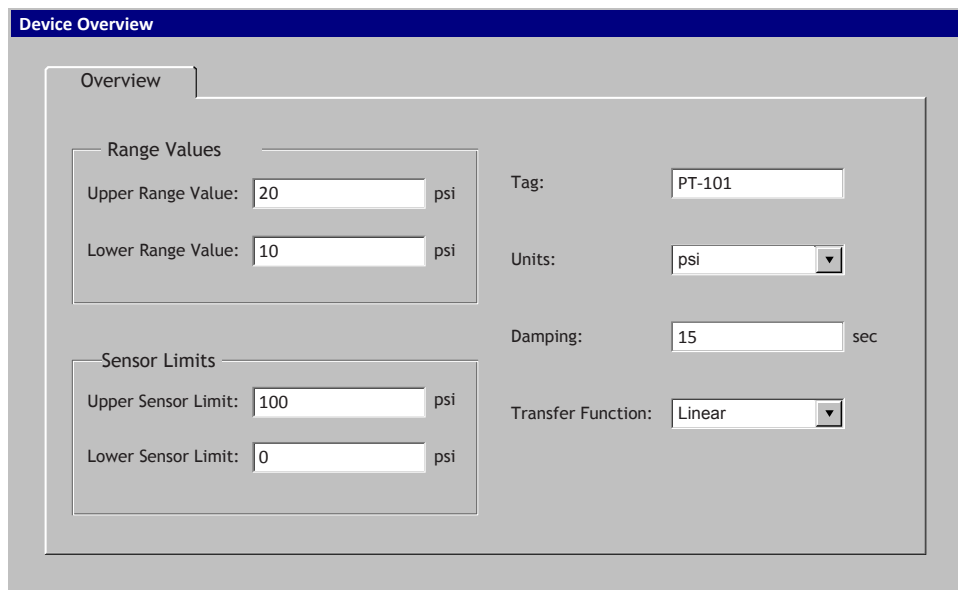 Device Overview
Overview
Range Values
Upper Range Value: 20 psi
Lower Range Value: 10 psi
Sensor Limits
Upper Sensor Limit: 100 psi
Lower Sensor Limit: 0 psi
Tag: PT-101
Units: psi
Damping: 15 sec
Transfer Function: Linear